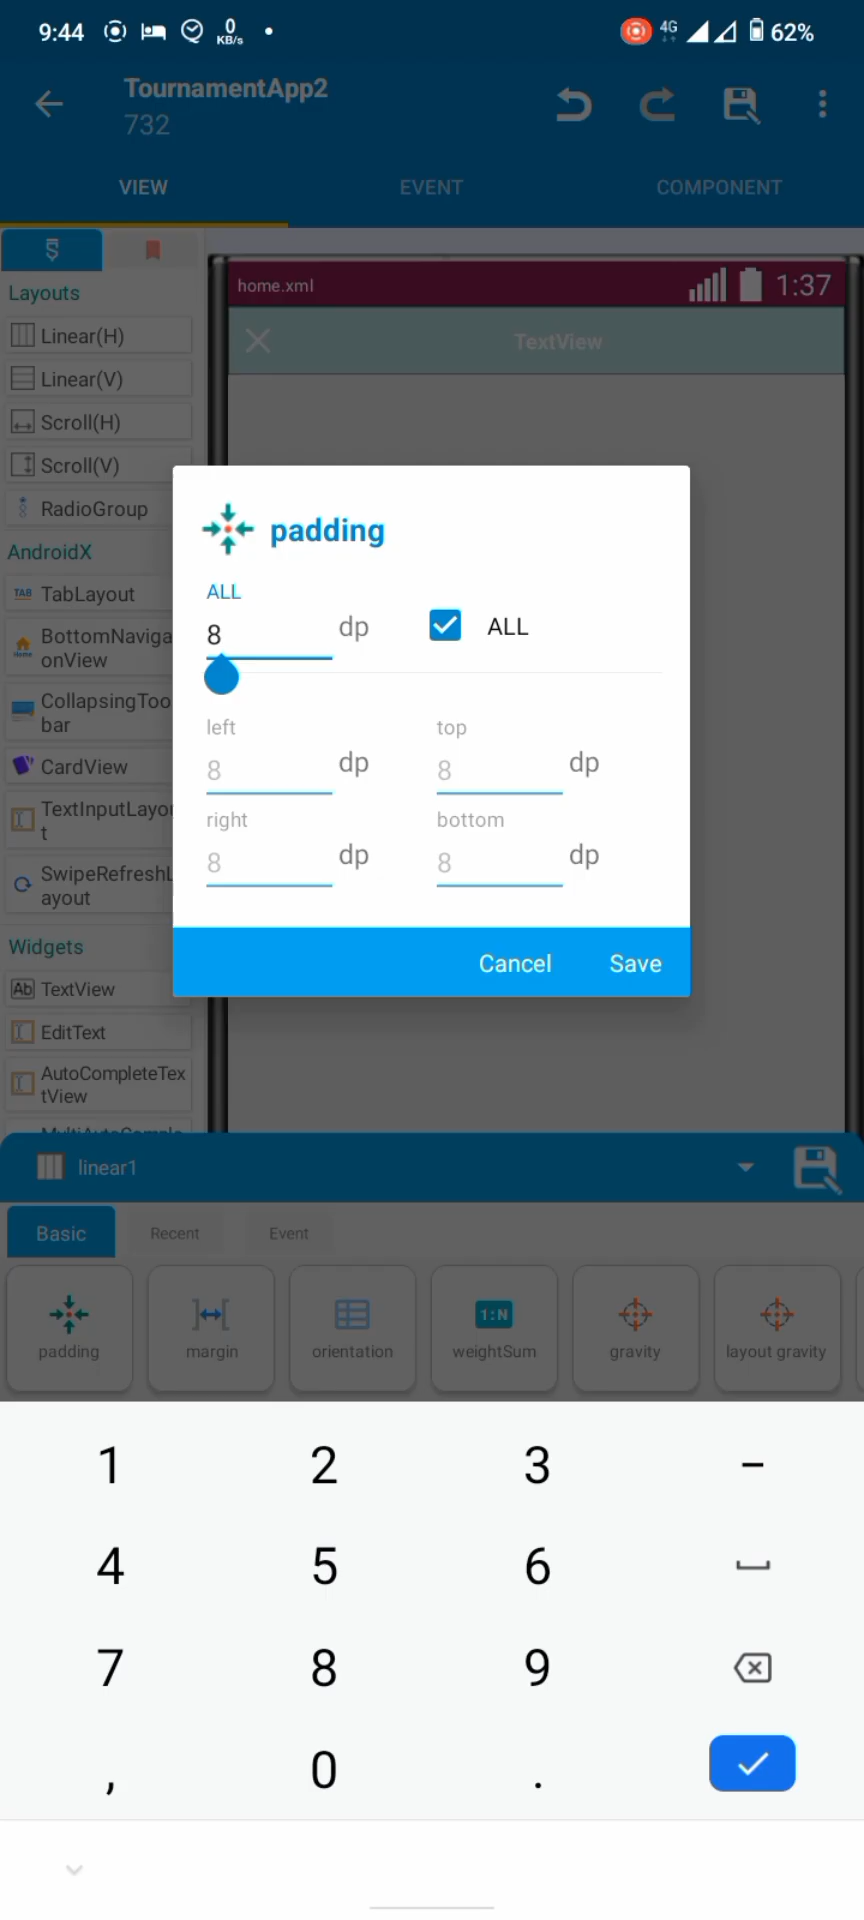 9:44
0
KB/s
4G
62%
TournamentApp2
732
VIEW
EVENT
COMPONENT
Layouts
home.xml
1:37
Linear(H)
TextView
Linear(V)
Scroll(H)
Scroll(V)
RadioGroup
AndroidX
TAB TabLayout
BottomNaviga
onView
CollapsingToo
bar
CardView
TextInputLayo
t
SwipeRefreshL
ayout
Widgets
Ab TextView
EditText
AutoCompleteTex
tView
padding
ALL
8 dp
ALL
left
top
8 dp
8 dp
right
bottom
8 dp
8 dp
Cancel
Save
linear1
Basic
Recent
Event
1:N
padding
margin
orientation
weightSum
gravity
layout gravity
1 2 3 −
4 5 6
7 8 9
, 0 .